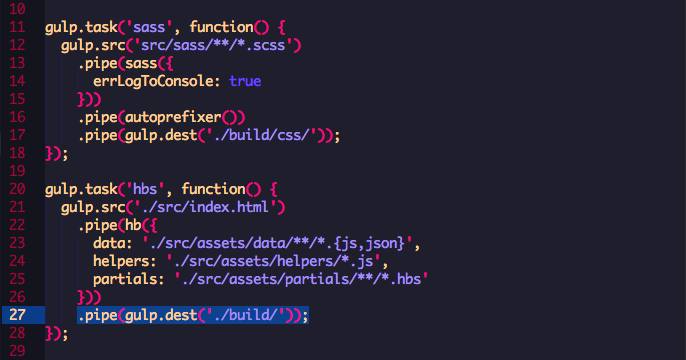 10
11 gulp.task('sass', function() {
12   gulp.src('src/sass/**/*.scss')
13     .pipe(sass({
14       errLogToConsole: true
15     }))
16     .pipe(autoprefixer())
17     .pipe(gulp.dest('./build/css/'));
18 });
19
20 gulp.task('hbs', function() {
21   gulp.src('./src/index.html')
22     .pipe(hb({
23       data: './src/assets/data/**/*.{js,json}',
24       helpers: './src/assets/helpers/*.js',
25       partials: './src/assets/partials/**/*.hbs'
26     }))
27     .pipe(gulp.dest('./build/'));
28 });
29